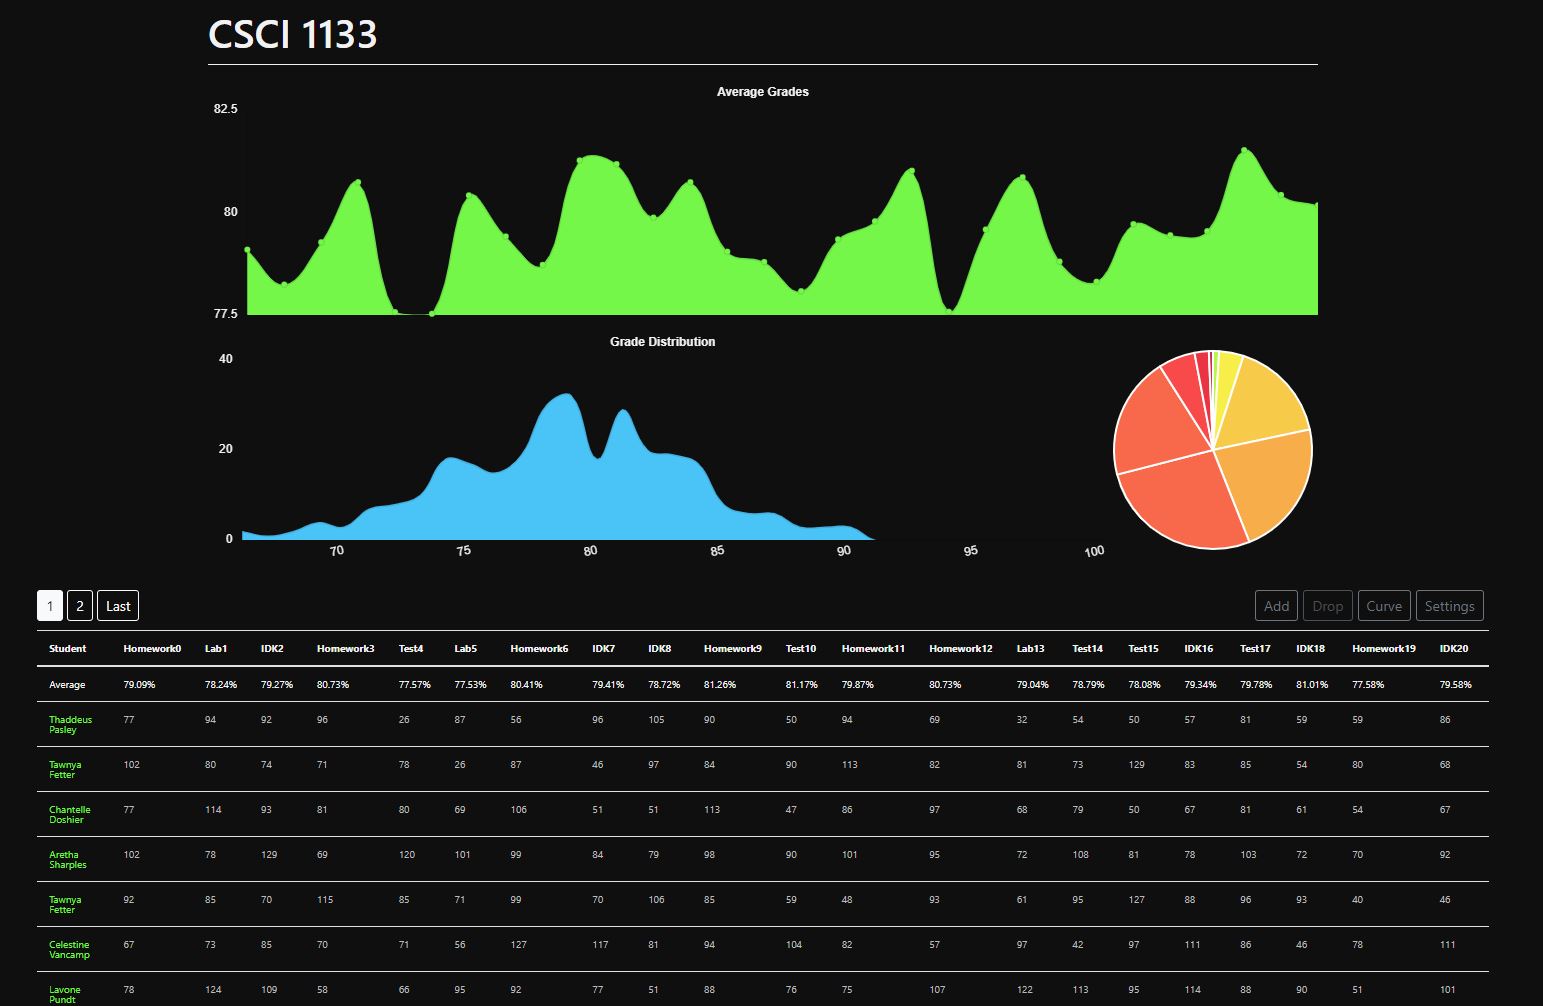 CSCI 1133
Average Grades
82.5
80
77.5
Grade Distribution
40
20
0
70 75 80 85 90 95 100
1 2 Last Add Drop Curve Settings
Student Homework0 Lab1 IDK2 Homework3 Test4 Lab5 Homework6 IDK7 IDK8 Homework9 Test10 Homework11 Homework12 Lab13 Test14 Test15 IDK16 Test17 IDK18 Homework19 IDK20
Average 79.09% 78.24% 79.27% 80.73% 77.57% 77.53% 80.41% 79.41% 78.72% 81.26% 81.17% 79.87% 80.73% 79.04% 78.79% 78.08% 79.34% 79.78% 81.01% 77.58% 79.58%
Thaddeus 77 94 92 96 26 87 56 96 105 90 50 94 69 32 54 50 57 81 59 59 86
Pasley
Tawnya 102 80 74 71 78 26 87 46 97 84 90 113 82 81 73 129 83 85 54 80 68
Fetter
Chantelle 77 114 93 81 80 69 106 51 51 113 47 86 97 68 79 50 67 81 61 54 67
Doshier
Aretha 102 78 129 69 120 101 99 84 79 98 90 101 95 72 108 81 78 103 72 70 92
Sharples
Tawnya 92 85 70 115 85 71 99 70 106 85 59 48 93 61 95 127 88 96 93 40 46
Fetter
Celestine 67 73 85 70 71 56 127 117 81 94 104 82 57 97 42 97 111 86 46 78 111
Vancamp
Lavone 78 124 109 58 66 95 92 77 51 88 76 75 107 122 113 95 114 88 90 51 101
Pundt